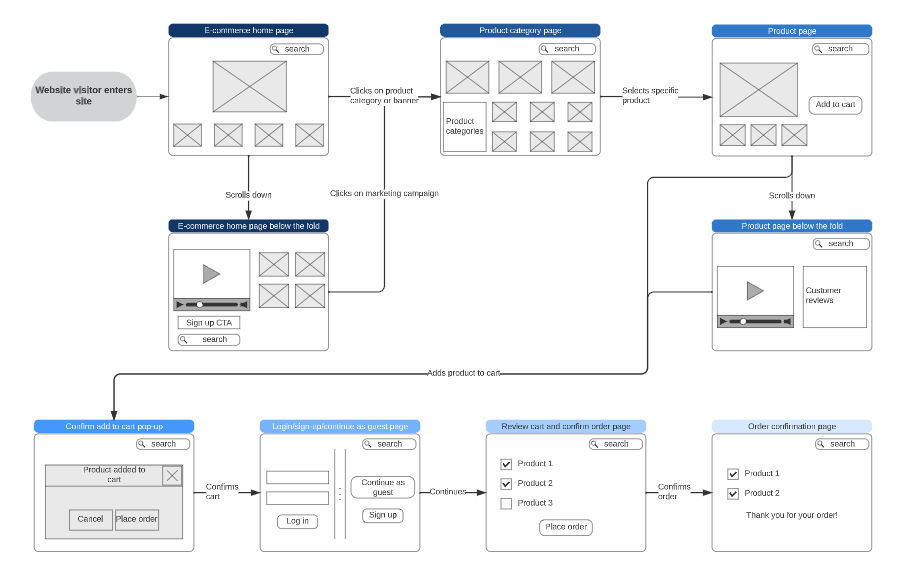 E-commerce home page
search
Product category page
search
Product page
search
Website visitor enters
site
Clicks on product
category or banner
Product
categories
Selects specific
product
Add to cart
Scrolls down
Clicks on marketing campaign
Scrolls down
E-commerce home page below the fold
Sign up CTA
search
Product page below the fold
search
Customer
reviews
Adds product to cart
Confirm add to cart pop-up
search
Product added to
cart
Cancel
Place order
Confirms
cart
Login/sign-up/continue as guest page
search
Log in
Continue as
guest
Sign up
Continues
Review cart and confirm order page
search
Product 1
Product 2
Product 3
Place order
Confirms
order
Order confirmation page
search
Product 1
Product 2
Thank you for your order!